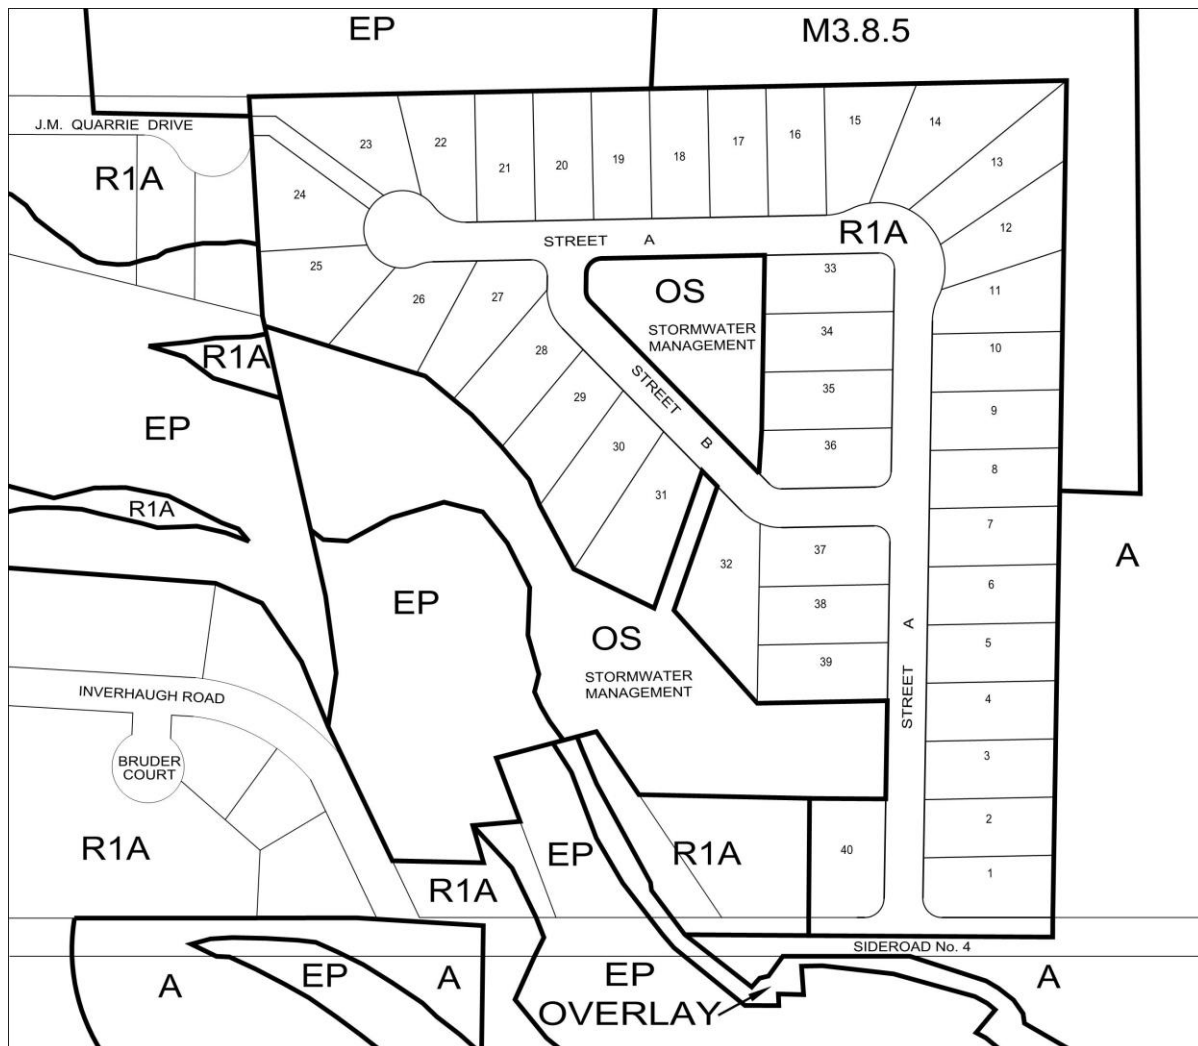 EP
M3.8.5
J.M. QUARRIE DRIVE
R1A
23
22
21
20
19
18
17
16
15
14
13
24
12
STREET A
R1A
25
26
27
OS
33
11
STORMWATER
MANAGEMENT
34
R1A
28
10
STREET B
29
35
9
EP
30
36
8
31
R1A
7
37
A
32
6
EP
38
OS
STREET A
5
STORMWATER
MANAGEMENT
39
4
INVERHAUGH ROAD
BRUDER
COURT
3
2
R1A
EP
R1A
40
1
R1A
SIDEROAD No. 4
A
EP
A
EP
A
OVERLAY